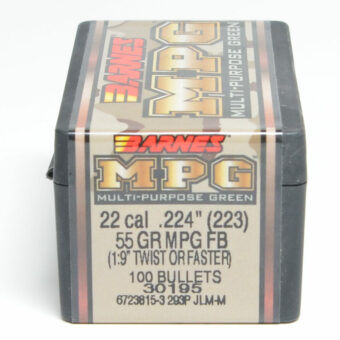 BARNES
MPG
MULTI-PURPOSE GREEN
BARNES
MPG
MULTI-PURPOSE GREEN
22 cal .224" (223)
55 GR MPG FB
(1:9" TWIST OR FASTER)
100 BULLETS
30195
6723815-3 293P JLM-M